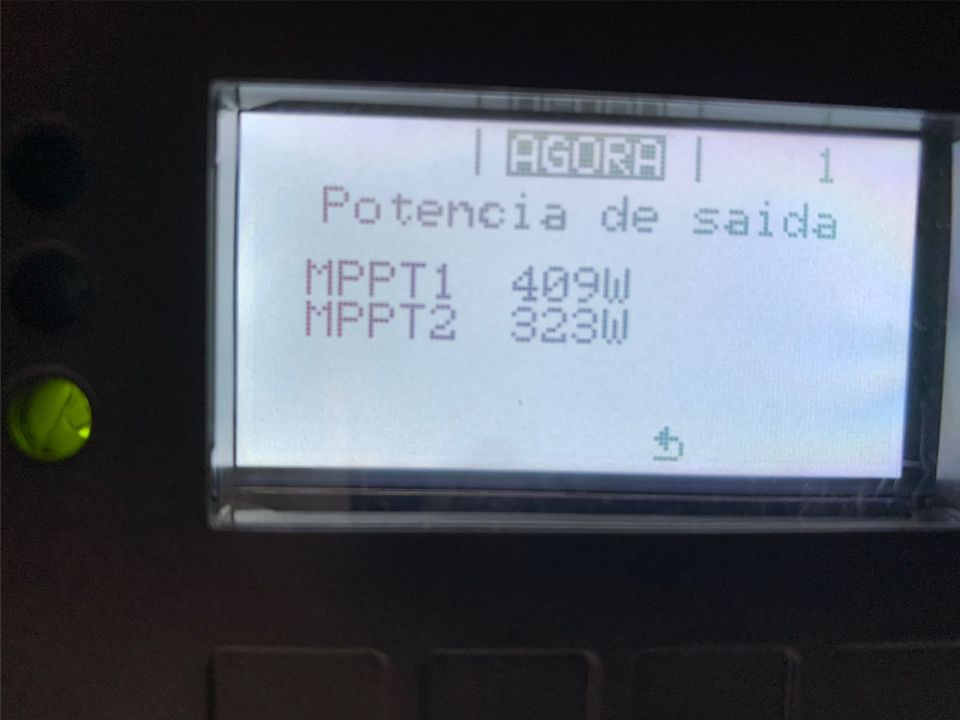 | AGORA | 1
Potencia de saida
MPPT1 409W
MPPT2 323W